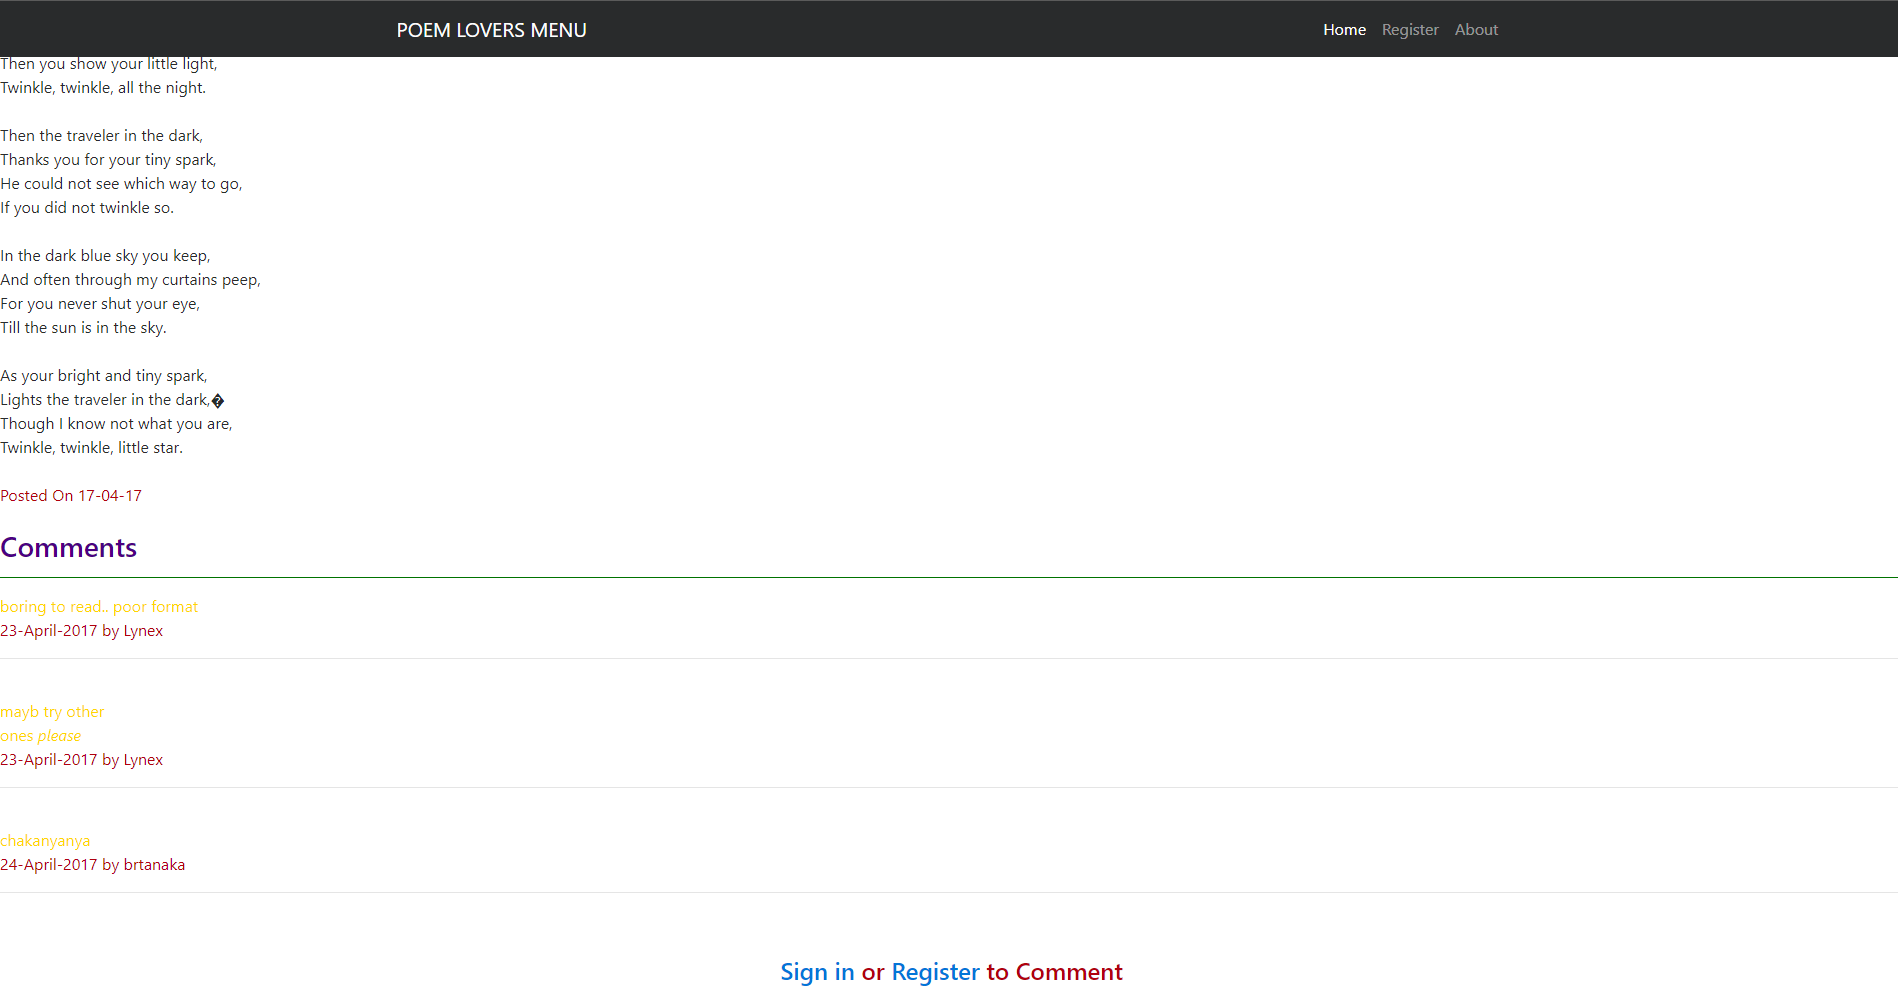 POEM LOVERS MENU
Home Register About
Then you show your little light,
Twinkle, twinkle, all the night.
Then the traveler in the dark,
Thanks you for your tiny spark,
He could not see which way to go,
If you did not twinkle so.
In the dark blue sky you keep,
And often through my curtains peep,
For you never shut your eye,
Till the sun is in the sky.
As your bright and tiny spark,
Lights the traveler in the dark,�
Though I know not what you are,
Twinkle, twinkle, little star.
Posted On 17-04-17
Comments
boring to read.. poor format
23-April-2017 by Lynex
mayb try other
ones please
23-April-2017 by Lynex
chakanyanya
24-April-2017 by brtanaka
Sign in or Register to Comment